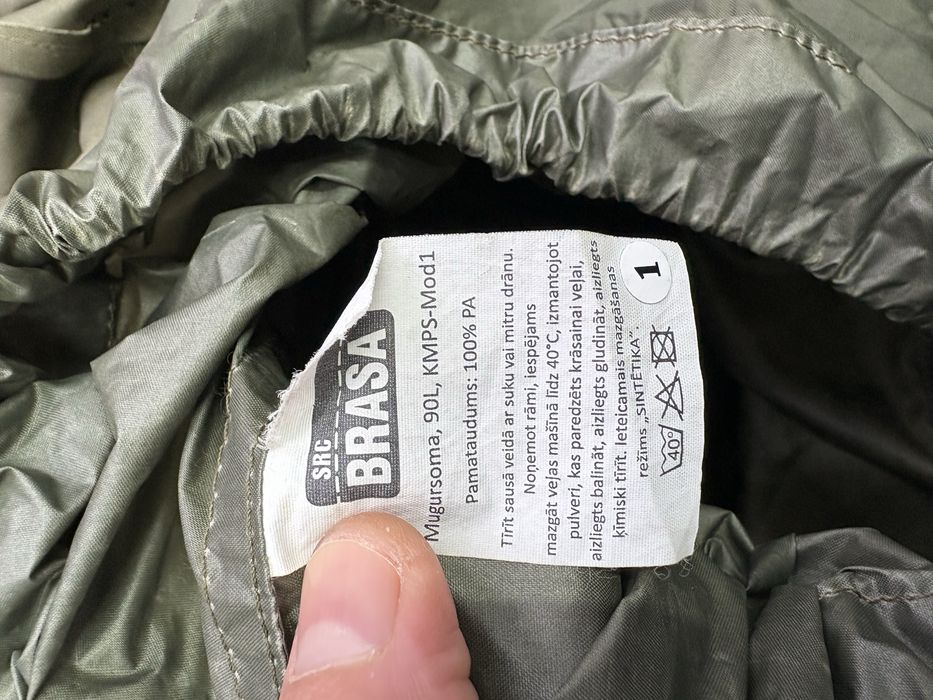 SRC
BRASA
Mugursoma, 90L, KMPS-Mod1
Pamataudums: 100% PA
Tīrīt sausā veidā ar suku vai mitru drānu.
Noņemot rāmi, iespējams
mazgāt veļas mašīnā līdz 40°C, izmantojot
pulveri, kas paredzēts krāsainai veļai,
aizliegts balināt, aizliegts gludināt, aizliegts
ķīmiski tīrīt. Ieteicamais mazgāšanas
režīms „SINTĒTIKA”
40°
1